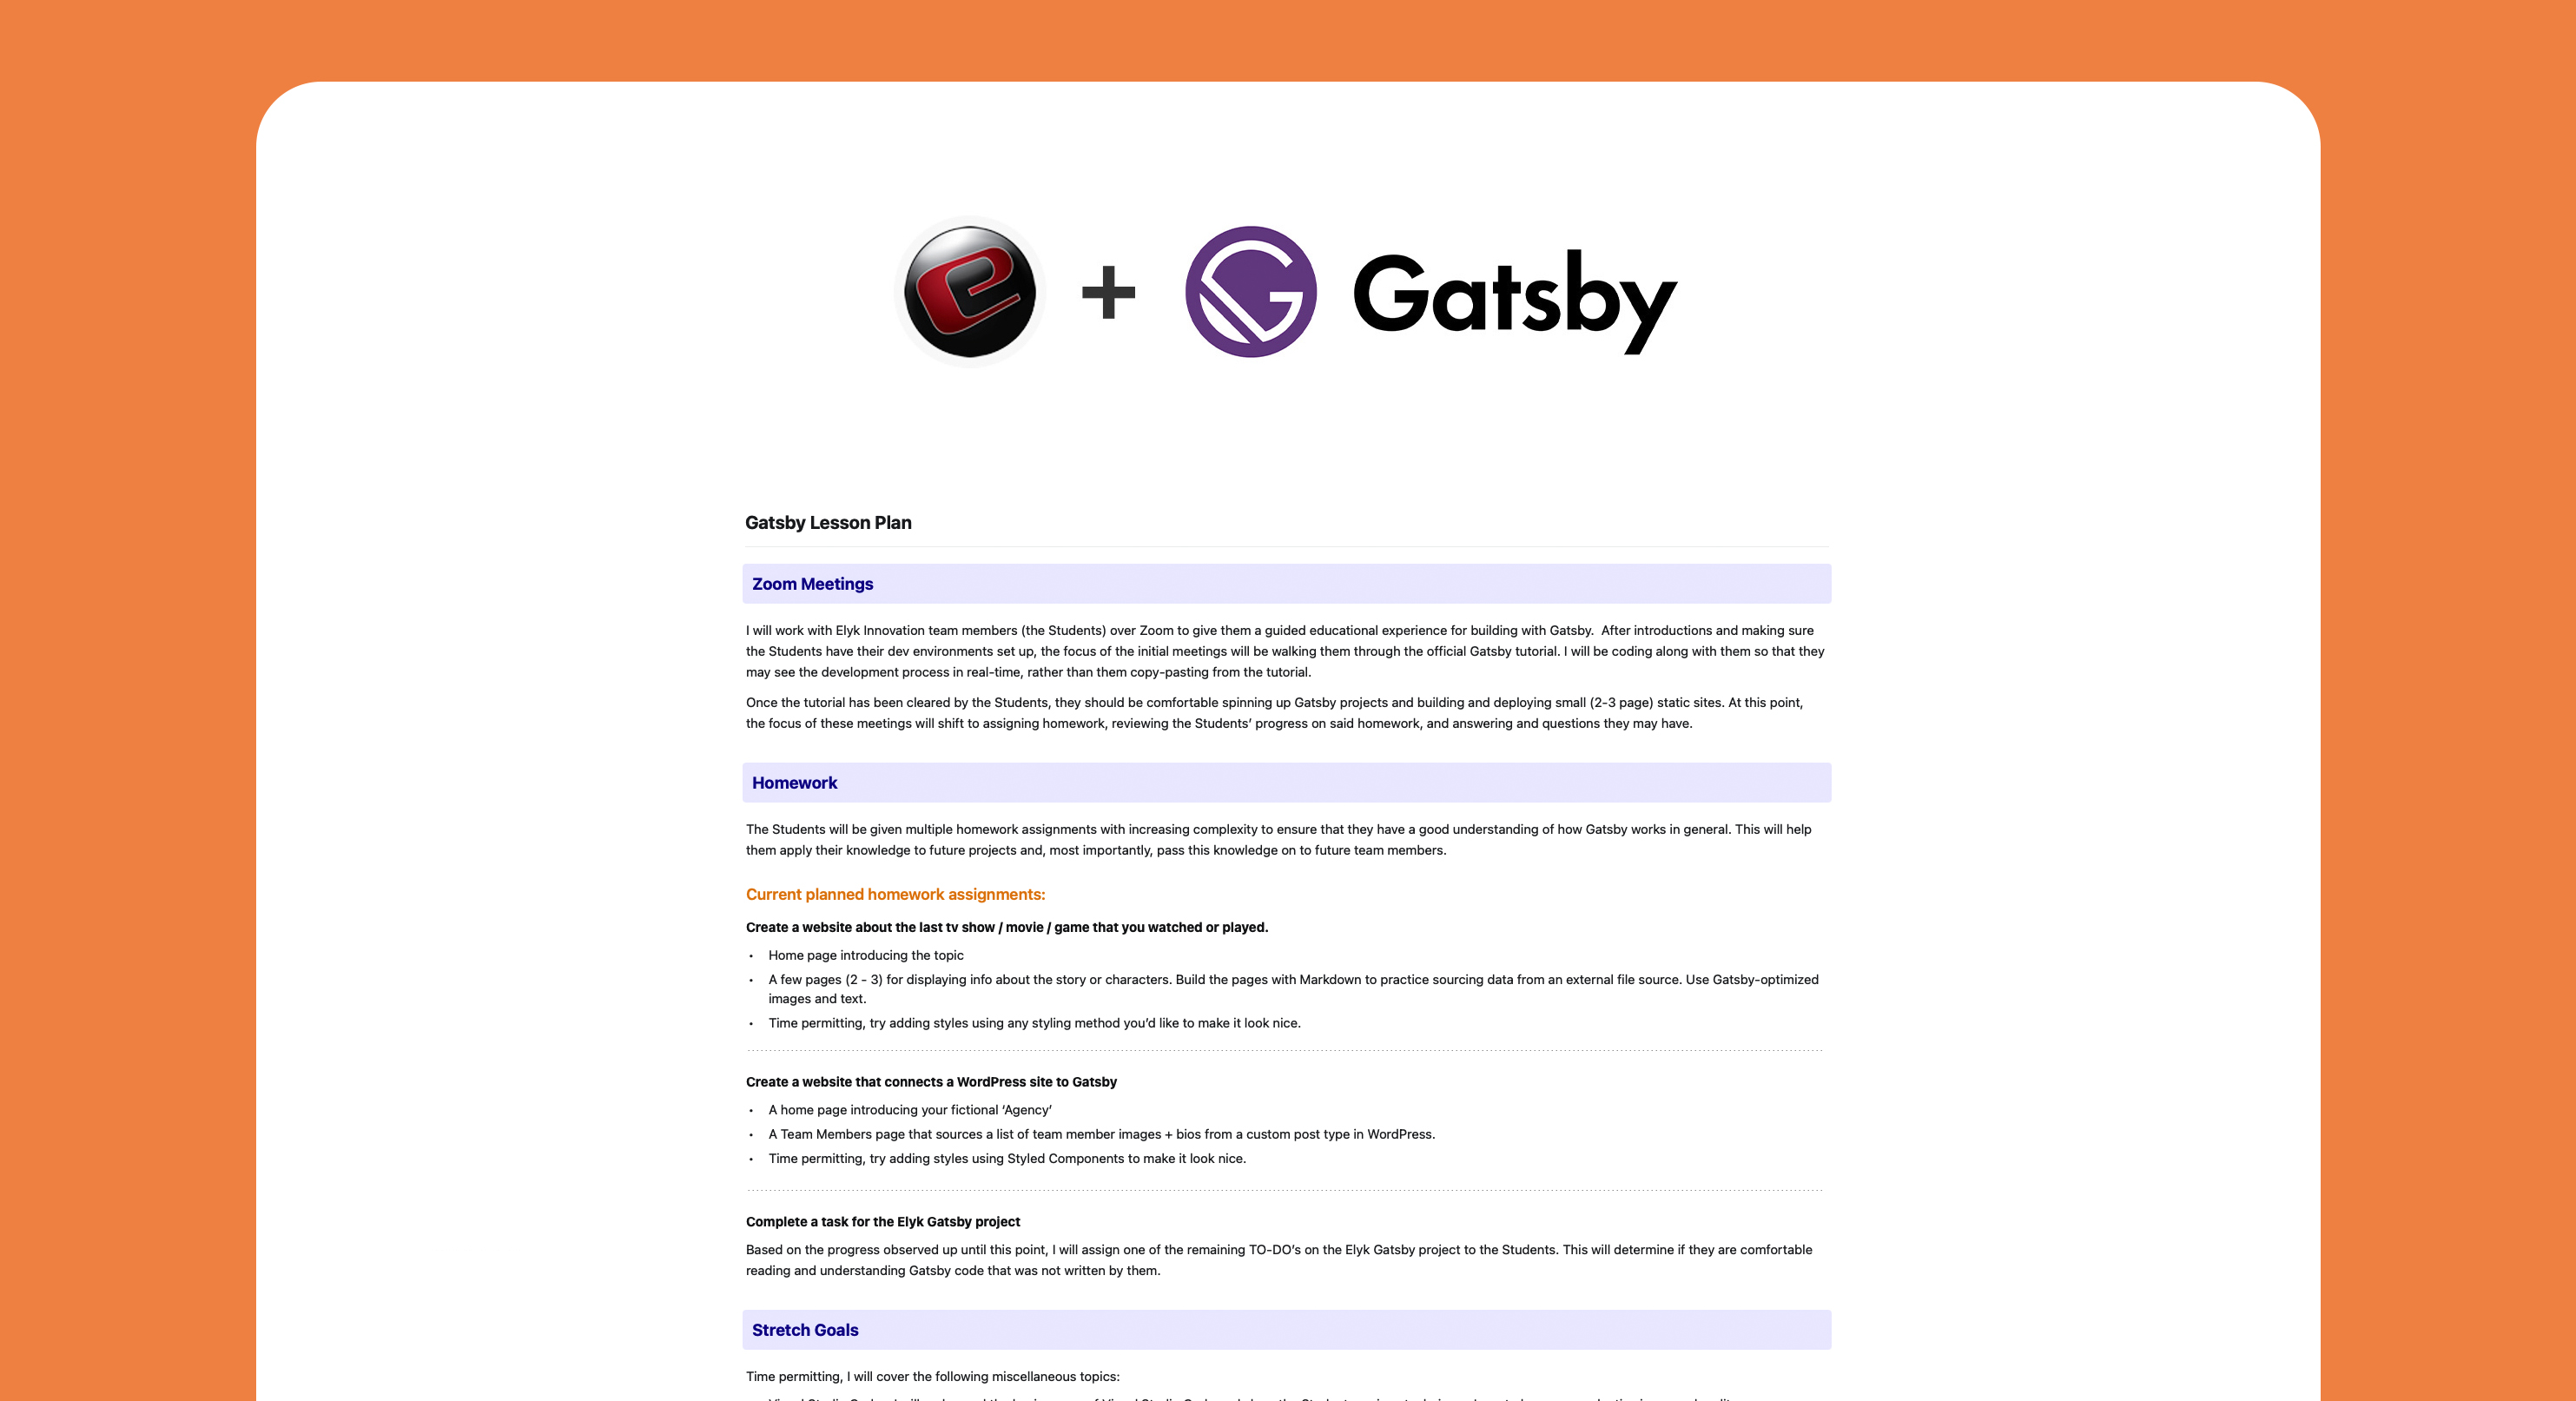 e + Gatsby
Gatsby Lesson Plan
Zoom Meetings
I will work with Elyk Innovation team members (the Students) over Zoom to give them a guided educational experience for building with Gatsby.  After introductions and making sure
the Students have their dev environments set up, the focus of the initial meetings will be walking them through the official Gatsby tutorial. I will be coding along with them so that they
may see the development process in real-time, rather than them copy-pasting from the tutorial.
Once the tutorial has been cleared by the Students, they should be comfortable spinning up Gatsby projects and building and deploying small (2-3 page) static sites. At this point,
the focus of these meetings will shift to assigning homework, reviewing the Students’ progress on said homework, and answering and questions they may have.
Homework
The Students will be given multiple homework assignments with increasing complexity to ensure that they have a good understanding of how Gatsby works in general. This will help
them apply their knowledge to future projects and, most importantly, pass this knowledge on to future team members.
Current planned homework assignments:
Create a website about the last tv show / movie / game that you watched or played.
• Home page introducing the topic
• A few pages (2 - 3) for displaying info about the story or characters. Build the pages with Markdown to practice sourcing data from an external file source. Use Gatsby-optimized
images and text.
• Time permitting, try adding styles using any styling method you’d like to make it look nice.
Create a website that connects a WordPress site to Gatsby
• A home page introducing your fictional ‘Agency’
• A Team Members page that sources a list of team member images + bios from a custom post type in WordPress.
• Time permitting, try adding styles using Styled Components to make it look nice.
Complete a task for the Elyk Gatsby project
Based on the progress observed up until this point, I will assign one of the remaining TO-DO’s on the Elyk Gatsby project to the Students. This will determine if they are comfortable
reading and understanding Gatsby code that was not written by them.
Stretch Goals
Time permitting, I will cover the following miscellaneous topics: